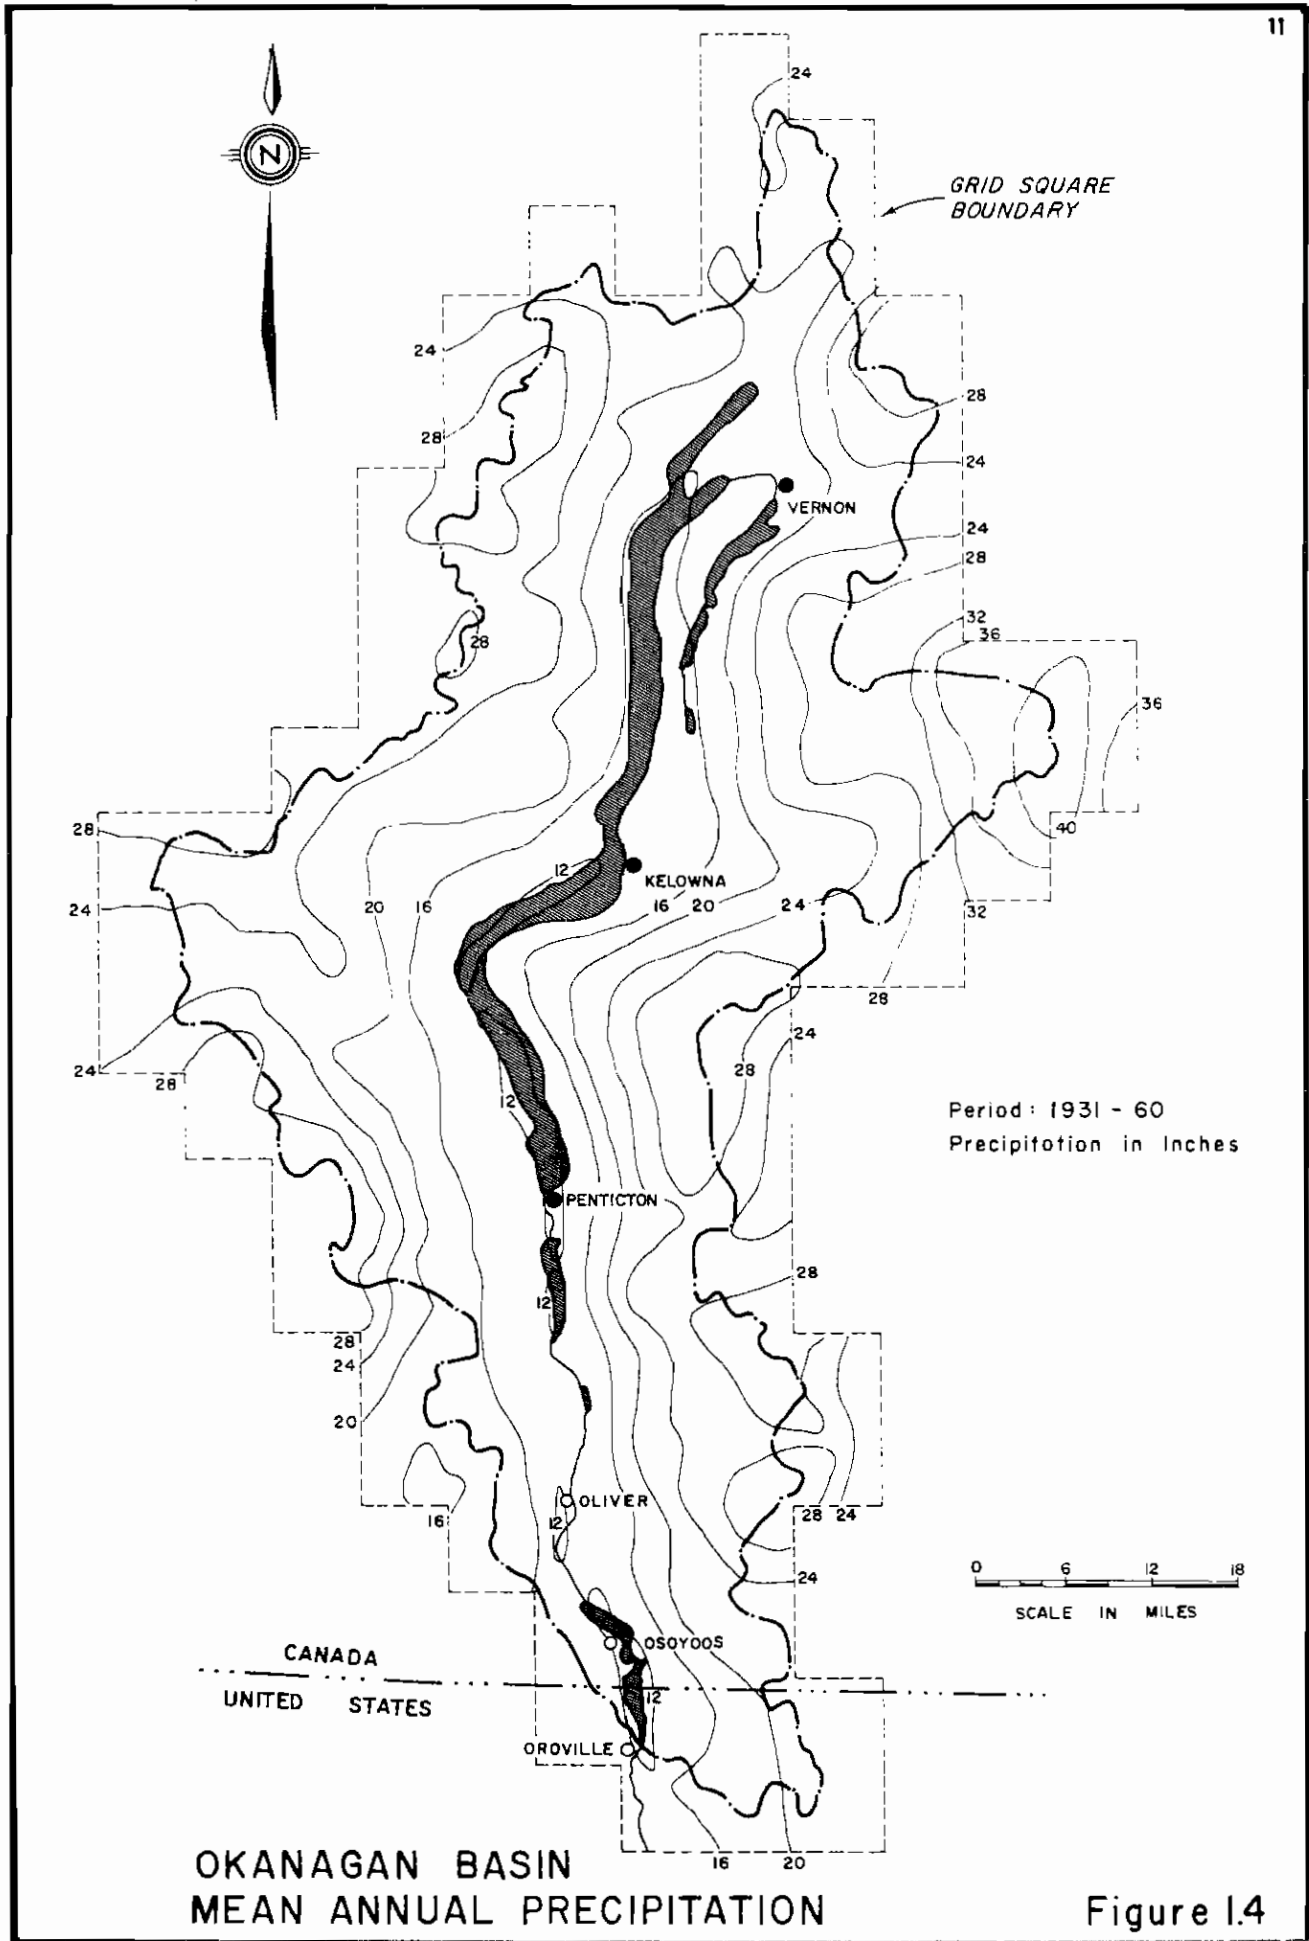 11
24
N
GRID SQUARE
BOUNDARY
24
28
28
24
VERNON
24
28
28
32
36
36
28
40
12
KELOWNA
24
20
16
16
20
24
32
28
24
24
28
28
12
Period: 1931 - 60
Precipitation in Inches
PENTICTON
28
12
28
24
20
OLIVER
16
12
28
24
24
0 6 12 18
SCALE IN MILES
OSOYOOS
CANADA
UNITED STATES
12
OROVILLE
16
20
OKANAGAN BASIN
MEAN ANNUAL PRECIPITATION
Figure 1.4